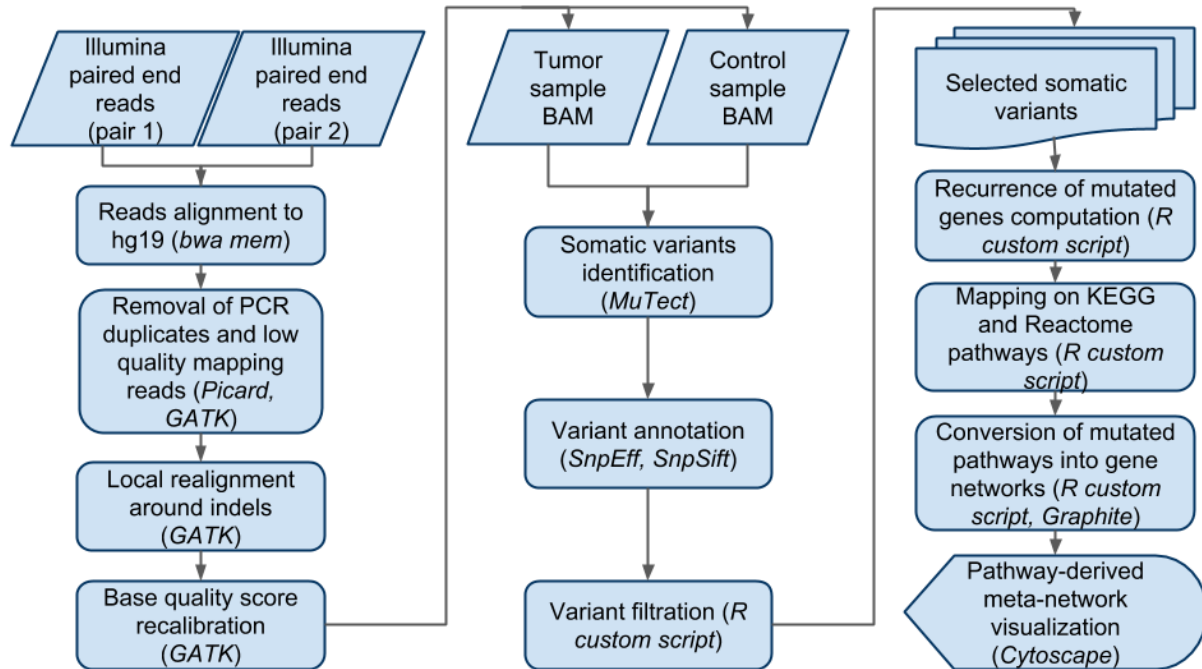 Illumina
paired end
reads
(pair 1)
Illumina
paired end
reads
(pair 2)
Reads alignment to
hg19 (bwa mem)
Removal of PCR
duplicates and low
quality mapping
reads (Picard,
GATK)
Local realignment
around indels
(GATK)
Base quality score
recalibration
(GATK)
Tumor
sample
BAM
Control
sample
BAM
Somatic variants
identification
(MuTect)
Variant annotation
(SnpEff, SnpSift)
Variant filtration (R
custom script)
Selected somatic
variants
Recurrence of mutated
genes computation (R
custom script)
Mapping on KEGG
and Reactome
pathways (R custom
script)
Conversion of mutated
pathways into gene
networks (R custom
script, Graphite)
Pathway-derived
meta-network
visualization
(Cytoscape)